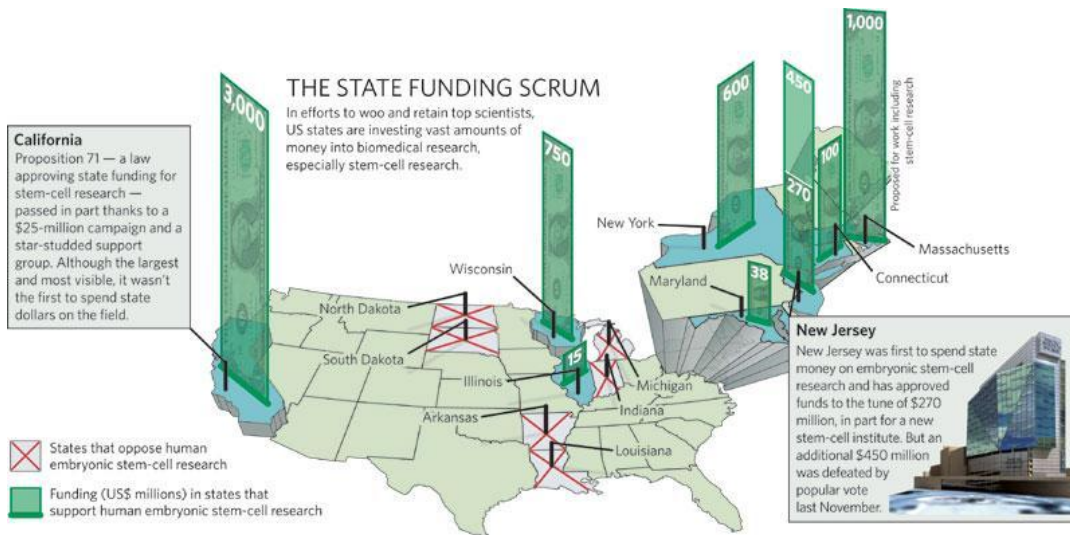 THE STATE FUNDING SCRUM
In efforts to woo and retain top scientists,
US states are investing vast amounts of
money into biomedical research,
especially stem-cell research.
California
Proposition 71 — a law
approving state funding for
stem-cell research —
passed in part thanks to a
$25-million campaign and a
star-studded support
group. Although the largest
and most visible, it wasn't
the first to spend state
dollars on the field.
3,000
750
600
450
270
100
1,000
Proposed for work including
stem-cell research
38
15
New York
Massachusetts
Connecticut
Maryland
Wisconsin
North Dakota
South Dakota
Illinois
Michigan
Indiana
Arkansas
Louisiana
New Jersey
New Jersey was first to spend state
money on embryonic stem-cell
research and has approved
funds to the tune of $270
million, in part for a new
stem-cell institute. But an
additional $450 million
was defeated by
popular vote
last November.
States that oppose human
embryonic stem-cell research
Funding (US$ millions) in states that
support human embryonic stem-cell research